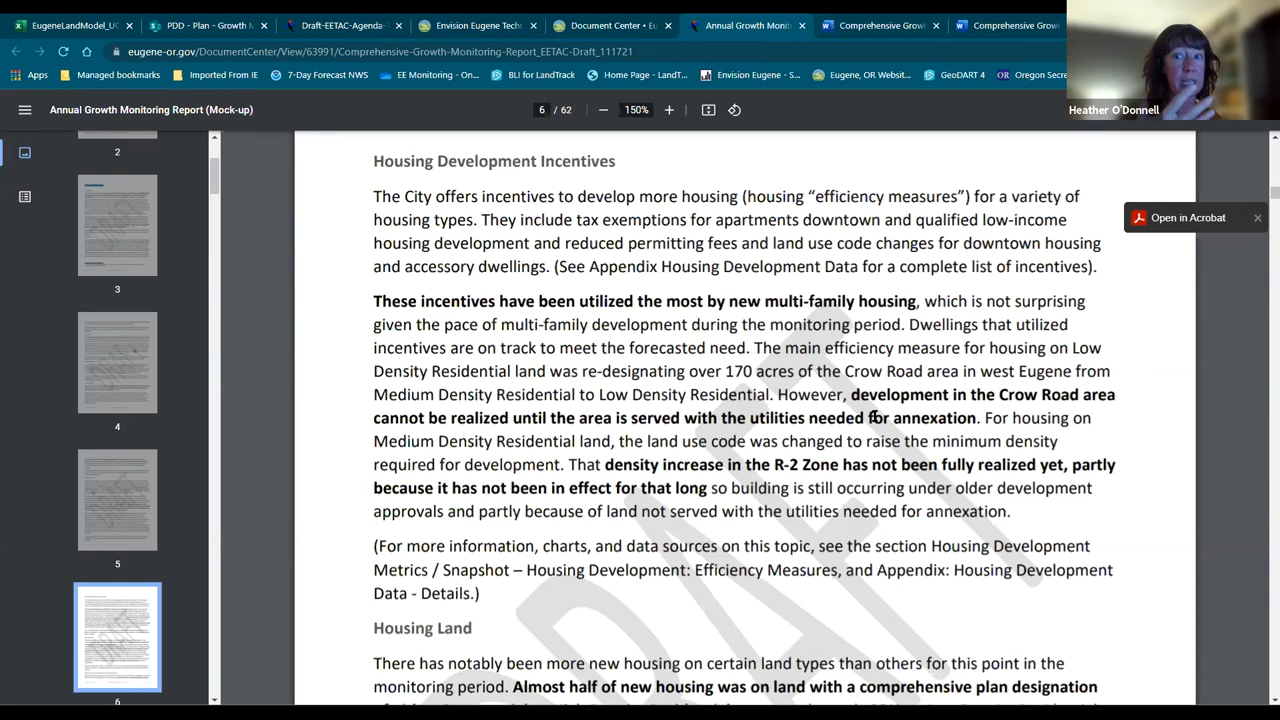 EugeneLandModel_UG
PDD - Plan - Growth M
Draft-EETAC-Agenda-
Envision Eugene Techn
Document Center • Eu
Annual Growth Monito
Comprehensive Growth
Comprehensive Growt
eugene-or.gov/DocumentCenter/View/63991/Comprehensive-Growth-Monitoring-Report_EETAC-Draft_111721
Apps
Managed bookmarks
Imported From IE
7-Day Forecast NWS
EE Monitoring - On...
BLI for LandTrack
Home Page - LandT...
Envision Eugene - S...
Eugene, OR Website...
GeoDART 4
Oregon Secre
Heather O'Donnell
Annual Growth Monitoring Report (Mock-up)
6 / 62
150%
Open in Acrobat
2
3
4
5
6
Housing Development Incentives
The City offers incentives to develop more housing (housing “efficiency measures”) for a variety of
housing types. They include tax exemptions for apartments downtown and qualified low-income
housing development and reduced permitting fees and land use code changes for downtown housing
and accessory dwellings. (See Appendix Housing Development Data for a complete list of incentives).
These incentives have been utilized the most by new multi-family housing, which is not surprising
given the pace of multi-family development during the monitoring period. Dwellings that utilized
incentives are on track to meet the forecasted need. The main efficiency measure for housing on Low
Density Residential land was re-designating over 170 acres of the Crow Road area in west Eugene from
Medium Density Residential to Low Density Residential. However, development in the Crow Road area
cannot be realized until the area is served with the utilities needed for annexation. For housing on
Medium Density Residential land, the land use code was changed to raise the minimum density
required for development. That density increase in the R-2 Zone has not been fully realized yet, partly
because it has not been in effect for that long so building is still occurring under older development
approvals and partly because of land not served with the utilities needed for annexation.
(For more information, charts, and data sources on this topic, see the section Housing Development
Metrics / Snapshot – Housing Development: Efficiency Measures, and Appendix: Housing Development
Data - Details.)
Housing Land
There has notably been more new housing on certain land types than others for this point in the
monitoring period. Almost half of new housing was on land with a comprehensive plan designation